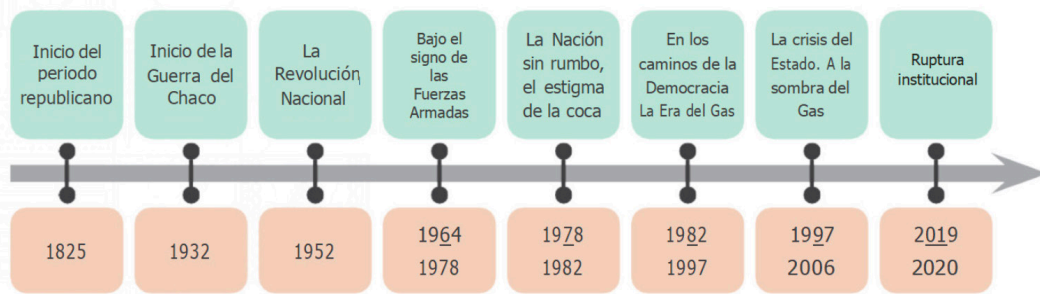 Inicio del
periodo
republicano
Inicio de la
Guerra del
Chaco
La
Revolución
Nacional
Bajo el
signo de
las
Fuerzas
Armadas
La Nación
sin rumbo,
el estigma
de la coca
En los
caminos de la
Democracia
La Era del Gas
La crisis del
Estado. A la
sombra del
Gas
Ruptura
institucional
1825
1932
1952
1964
1978
1978
1982
1982
1997
1997
2006
2019
2020